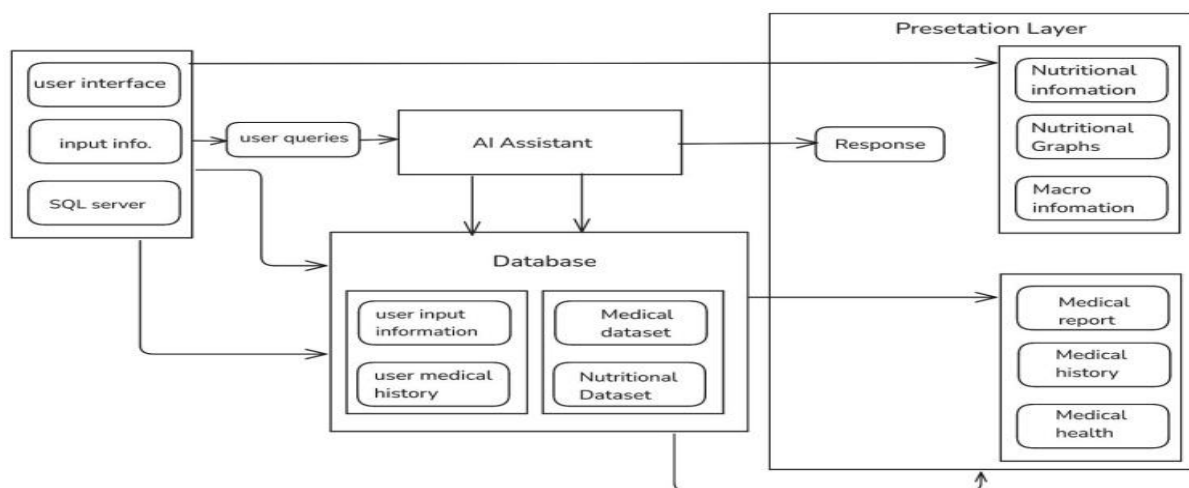 Presetation Layer
user interface
input info.
SQL server
user queries
AI Assistant
Response
Nutritional
infomation
Nutritional
Graphs
Macro
infomation
Database
user input
information
user medical
history
Medical
dataset
Nutritional
Dataset
Medical
report
Medical
history
Medical
health